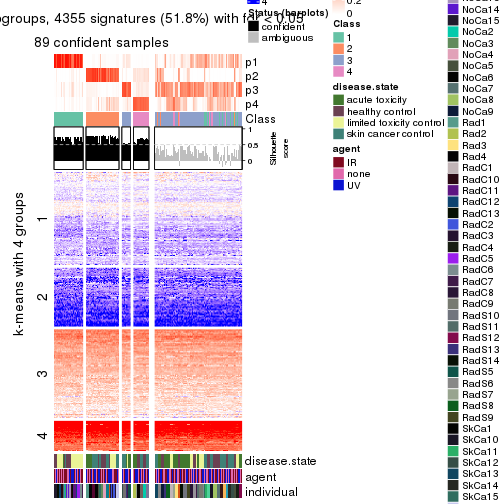 ogroups, 4355 signatures (51.8%) with fdr < 0.05
89 confident samples
p1
p2
p3
p4
Class
1
0.5
0
Silhouette
score
k-means with 4 groups
1
2
3
4
disease.state
agent
individual
4
Status (barplots)
confident
ambiguous
0.2
0
Class
1
2
3
4
disease.state
acute toxicity
healthy control
limited toxicity control
skin cancer control
agent
IR
none
UV
NoCa14
NoCa15
NoCa2
NoCa3
NoCa4
NoCa5
NoCa6
NoCa7
NoCa8
NoCa9
Rad1
Rad2
Rad3
Rad4
RadC1
RadC10
RadC11
RadC12
RadC13
RadC2
RadC3
RadC4
RadC5
RadC6
RadC7
RadC8
RadC9
RadS10
RadS11
RadS12
RadS13
RadS14
RadS5
RadS6
RadS7
RadS8
RadS9
SkCa1
SkCa10
SkCa11
SkCa12
SkCa13
SkCa14
SkCa15